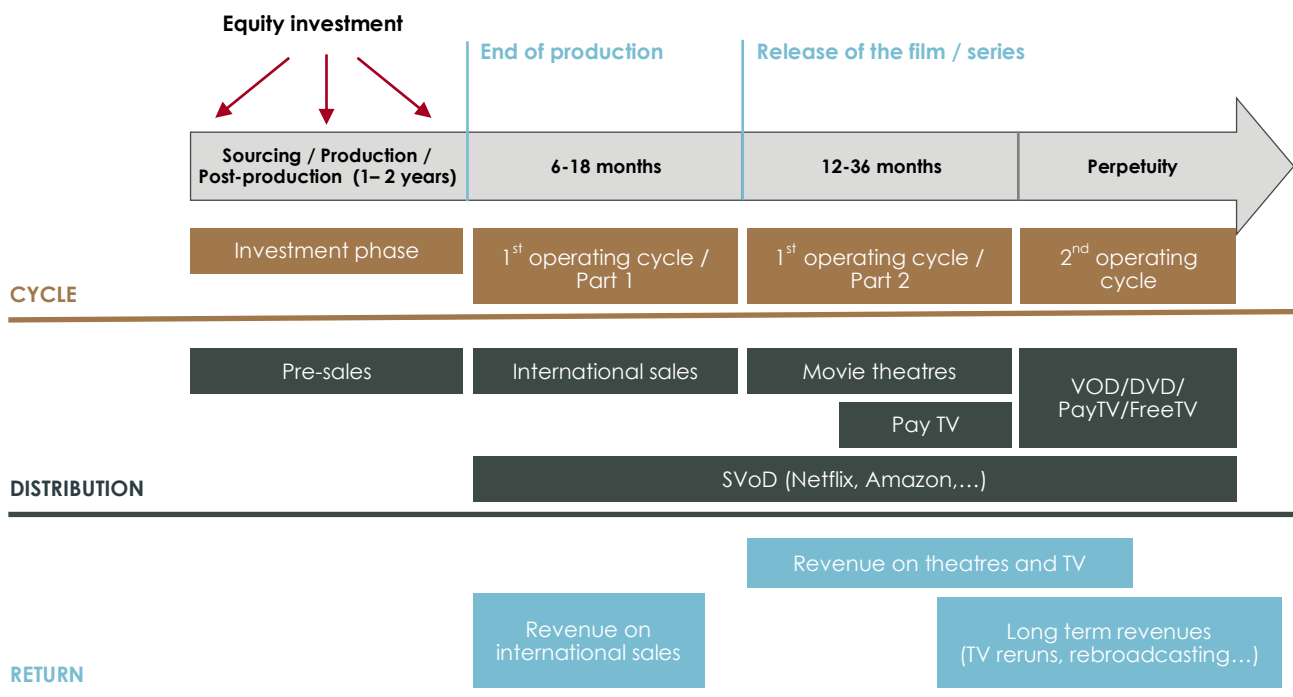 Equity investment
End of production
Release of the film / series
Sourcing / Production /
Post-production (1– 2 years)
6-18 months
12-36 months
Perpetuity
Investment phase
1st operating cycle /
Part 1
1st operating cycle /
Part 2
2nd operating
cycle
CYCLE
Pre-sales
International sales
Movie theatres
VOD/DVD/
PayTV/FreeTV
Pay TV
SVoD (Netflix, Amazon,…)
DISTRIBUTION
Revenue on theatres and TV
Revenue on
international sales
Long term revenues
(TV reruns, rebroadcasting…)
RETURN